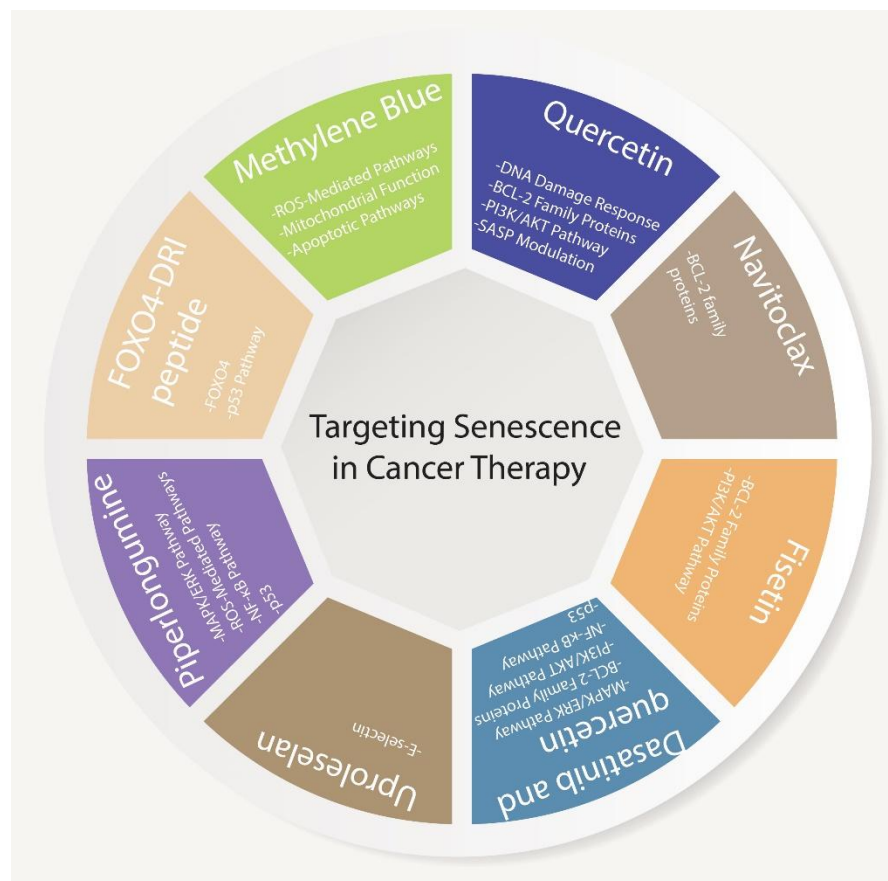 Targeting Senescence
in Cancer Therapy
Quercetin
-DNA Damage Response
-BCL-2 Family Proteins
-PI3K/AKT Pathway
-SASP Modulation
Navitoclax
-BCL-2 family
proteins
Fisetin
-BCL-2 Family Proteins
-PI3K/AKT Pathway
Dasatinib and
quercetin
-MAPK/ERK Pathway
-BCL-2 Family Proteins
-PI3K/AKT Pathway
-NF-kB Pathway
-p53
Uproleselan
-E-selectin
Piperlongumine
-MAPK/ERK Pathway
-ROS-Mediated Pathways
-NF-kB Pathway
-p53
FOXO4-DRI
peptide
-FOXO4
-p53 Pathway
Methylene Blue
-ROS-Mediated Pathways
-Mitochondrial Function
-Apoptotic Pathways